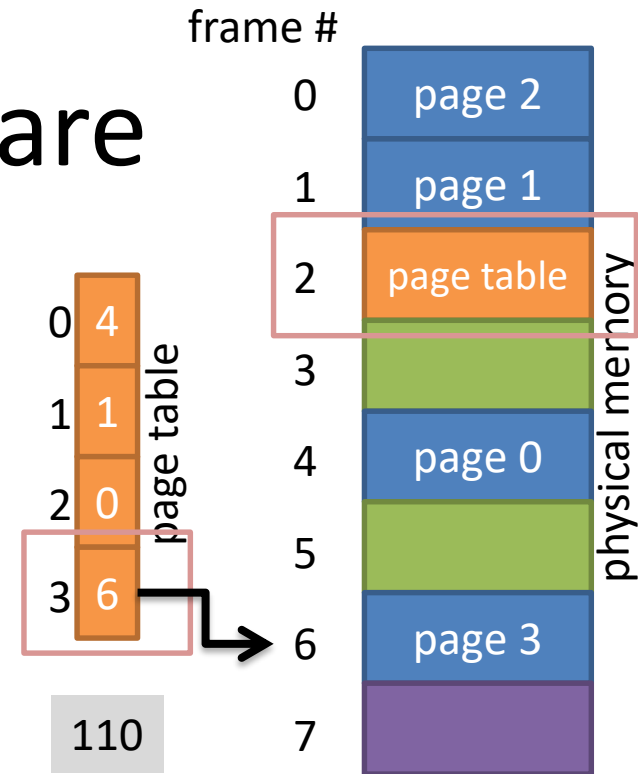 frame #
are
0 page 2
1 page 1
2 page table
3
4 page 0
5
6 page 3
7
physical memory
0 4
1 1
2 0
3 6
page table
110